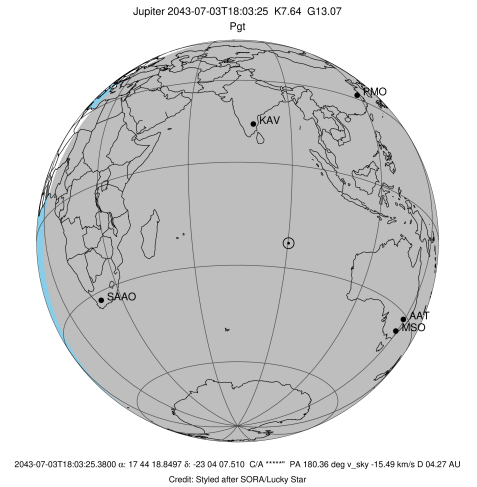 Jupiter 2043-07-03T18:03:25 K7.64 G13.07
Pgt
PMO
KAV
SAAO
AAT
MSO
2043-07-03T18:03:25.3800 α: 17 44 18.8497 δ: -23 04 07.510 C/A *****" PA 180.36 deg v_sky -15.49 km/s D 04.27 AU
Credit: Styled after SORA/Lucky Star